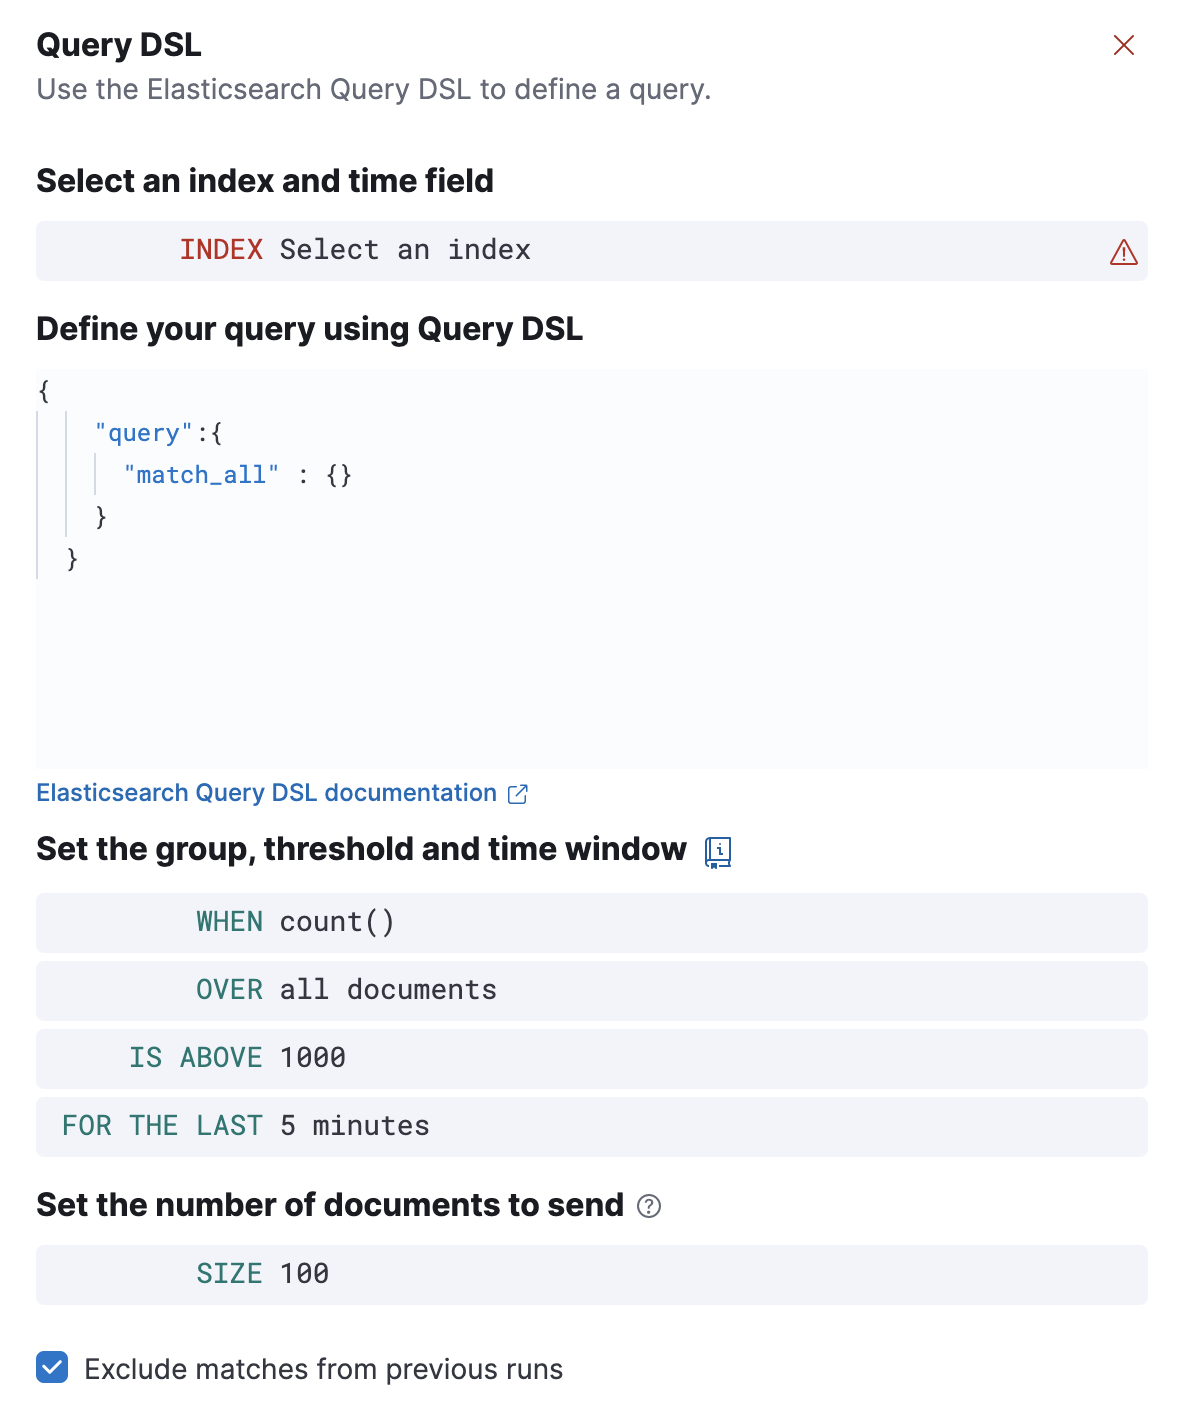 Query DSL
Use the Elasticsearch Query DSL to define a query.
Select an index and time field
INDEX Select an index
Define your query using Query DSL
{
"query":{
"match_all" : {}
}
}
Elasticsearch Query DSL documentation
Set the group, threshold and time window
WHEN count()
OVER all documents
IS ABOVE 1000
FOR THE LAST 5 minutes
Set the number of documents to send
SIZE 100
Exclude matches from previous runs